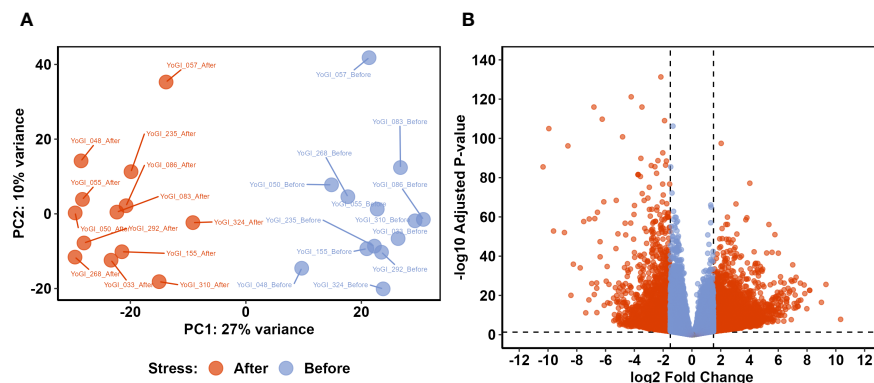 A
B
PC2: 10% variance
40
20
0
-20
YoGI_057_After
YoGI_057_Before
YoGI_083_Before
YoGI_048_After
YoGI_235_After
YoGI_268_Before
YoGI_086_After
YoGI_055_After
YoGI_050_Before
YoGI_086_Before
YoGI_083_After
YoGI_055_Before
YoGI_310_Before
YoGI_324_After
YoGI_235_Before
YoGI_050_After
YoGI_292_After
YoGI_033_Before
YoGI_155_After
YoGI_155_Before
YoGI_268_After
YoGI_292_Before
YoGI_033_After
YoGI_310_After
YoGI_048_Before
YoGI_324_Before
-20
0
20
PC1: 27% variance
Stress: After Before
-log10 Adjusted P-value
140
120
100
80
60
40
20
0
-12 -10 -8 -6 -4 -2 0 2 4 6 8 10 12
log2 Fold Change